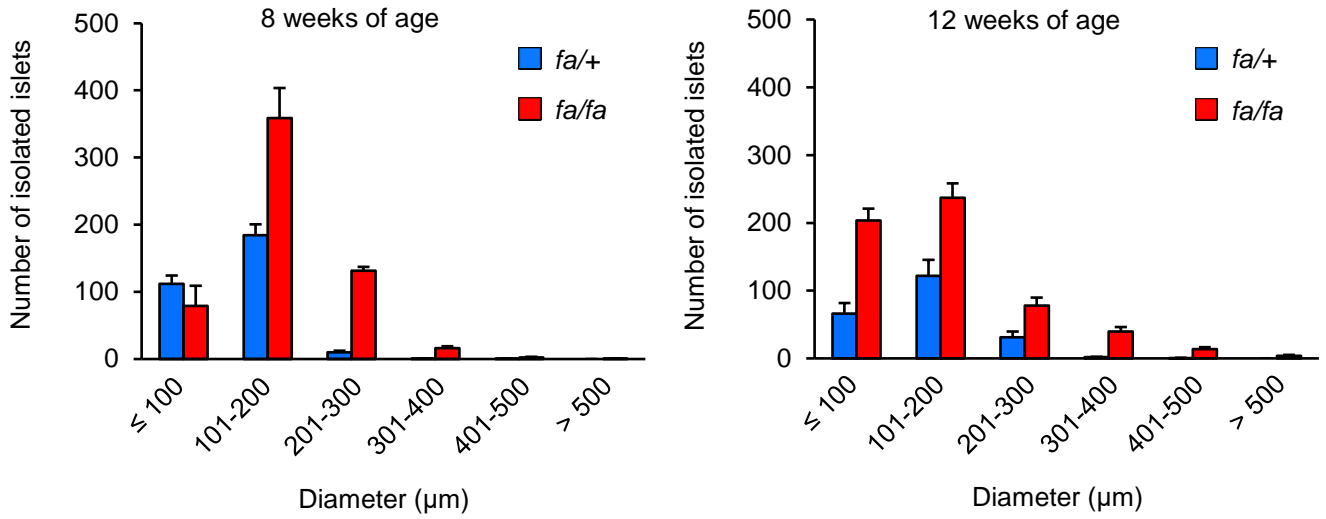 8 weeks of age
Number of isolated islets
500
400
300
200
100
0
fa/+
fa/fa
≤ 100
101-200
201-300
301-400
401-500
> 500
Diameter (µm)
12 weeks of age
Number of isolated islets
500
400
300
200
100
0
fa/+
fa/fa
≤ 100
101-200
201-300
301-400
401-500
> 500
Diameter (µm)